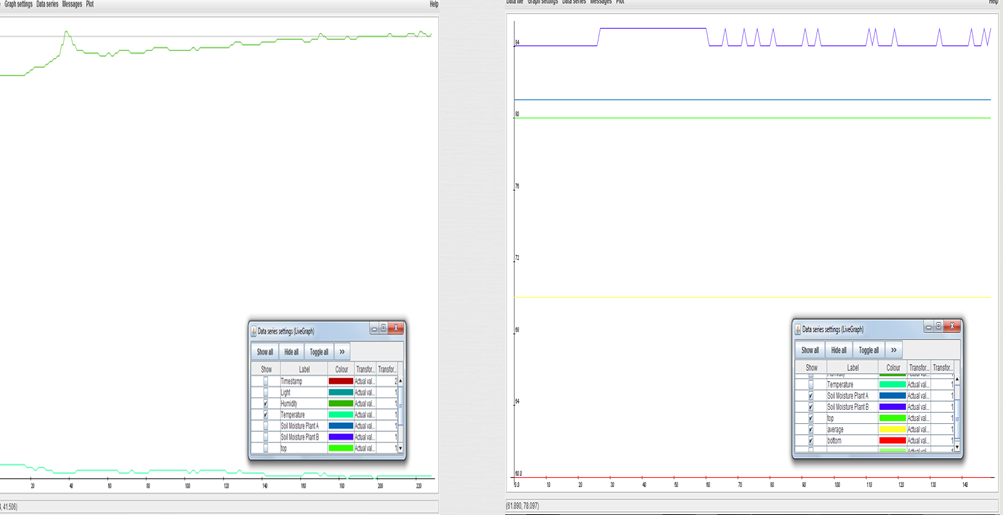 Graph settings Data series Messages Plot Help
Data series settings (LiveGraph)
Show all Hide all Toggle all >>
Show Label Colour Transfor... Transfor...
Timestamp Actual val... 2
Light Actual val... 1
Humidity Actual val... 1
Temperature Actual val... 1
Soil Moisture Plant A Actual val... 1
Soil Moisture Plant B Actual val... 1
top Actual val... 1
20 40 60 80 100 120 140 160 180 200 220
, 41.506)
Data file Graph settings Data series Messages Plot Help
84
80
76
72
68
64
60.0
Data series settings (LiveGraph)
Show all Hide all Toggle all >>
Show Label Colour Transfor... Transfor...
Humidity Actual val... 1
Temperature Actual val... 1
Soil Moisture Plant A Actual val... 1
Soil Moisture Plant B Actual val... 1
top Actual val... 1
average Actual val... 1
bottom Actual val... 1
0.0 10 20 30 40 50 60 70 80 90 100 110 120 130 140
(61.890, 78.097)